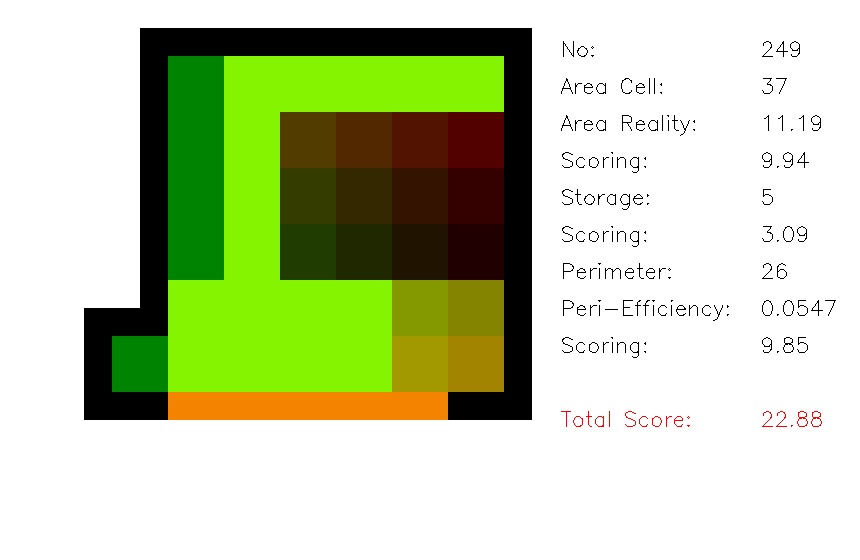 No: 249
Area Cell: 37
Area Reality: 11.19
Scoring: 9.94
Storage: 5
Scoring: 3.09
Perimeter: 26
Peri-Efficiency: 0.0547
Scoring: 9.85
Total Score: 22.88